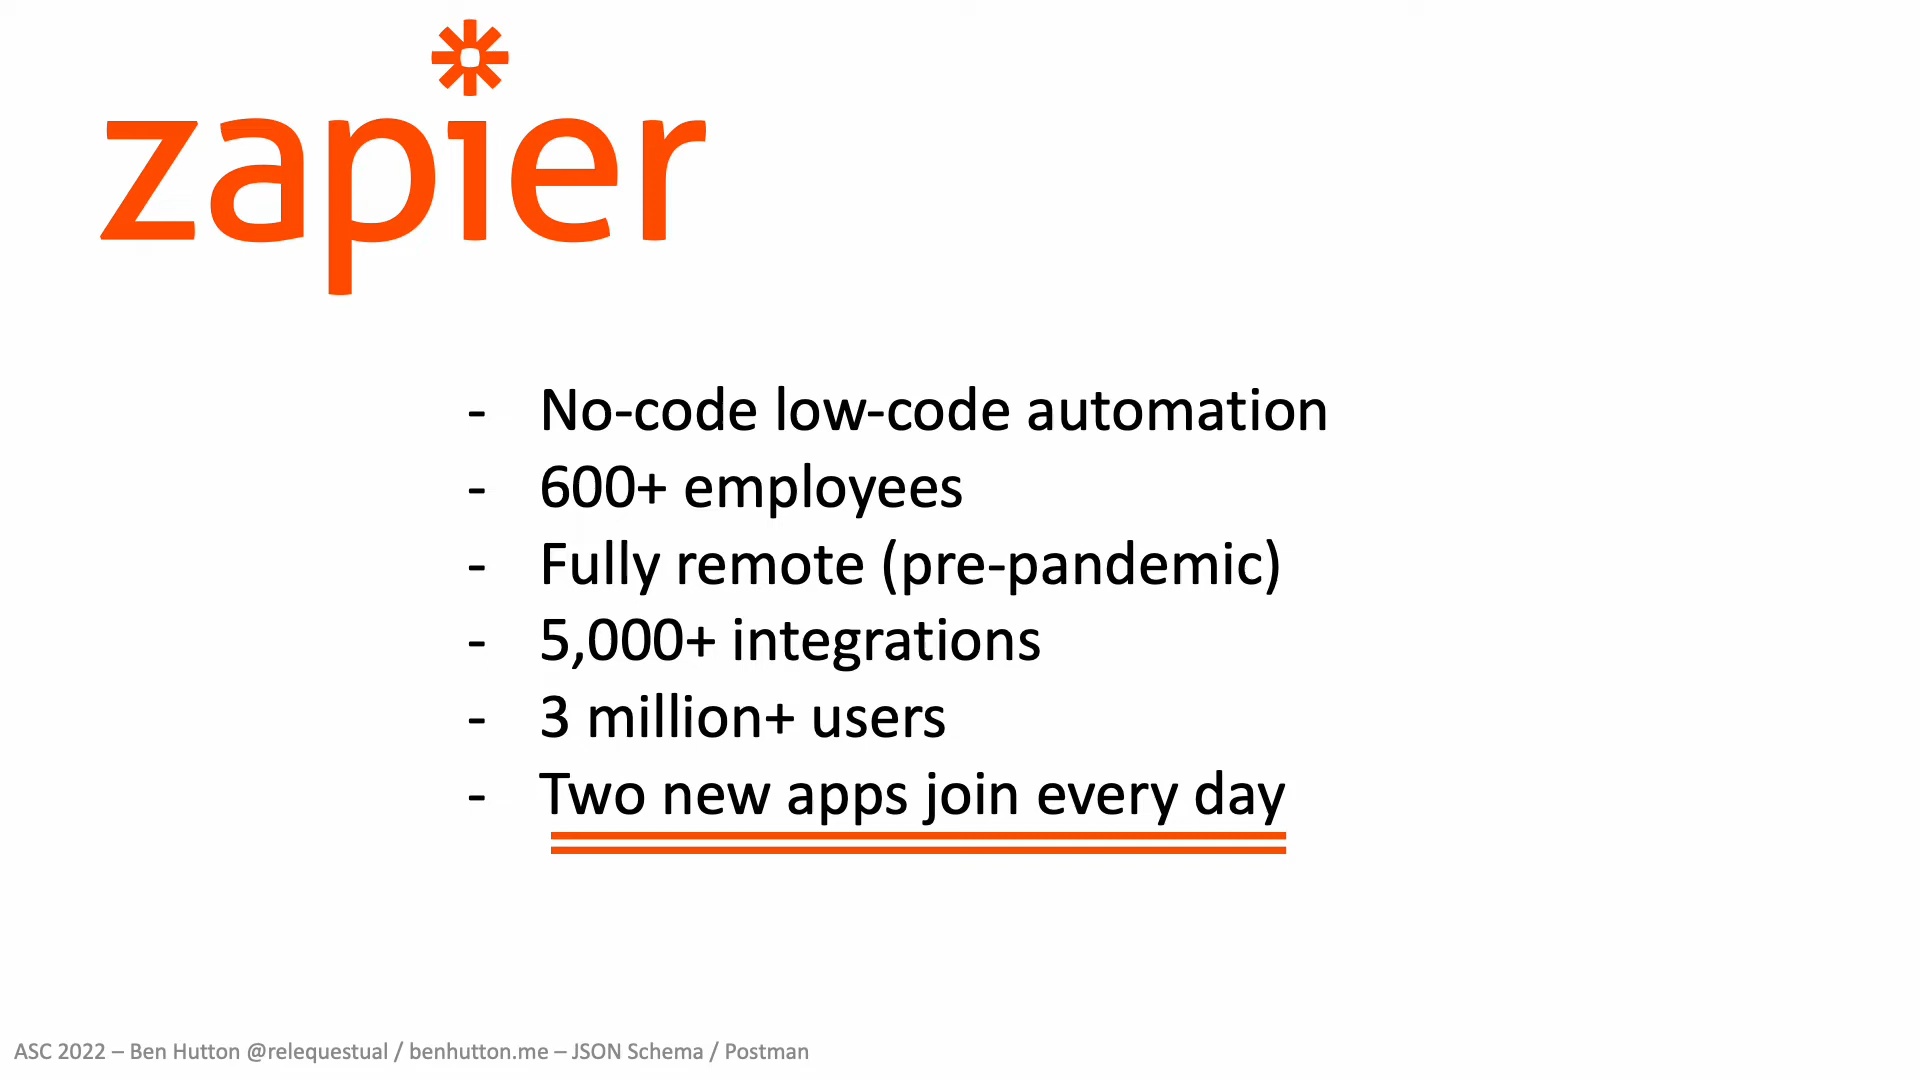 zapier
- No-code low-code automation
- 600+ employees
- Fully remote (pre-pandemic)
- 5,000+ integrations
- 3 million+ users
- Two new apps join every day
ASC 2022 – Ben Hutton @relequestual / benhutton.me – JSON Schema / Postman